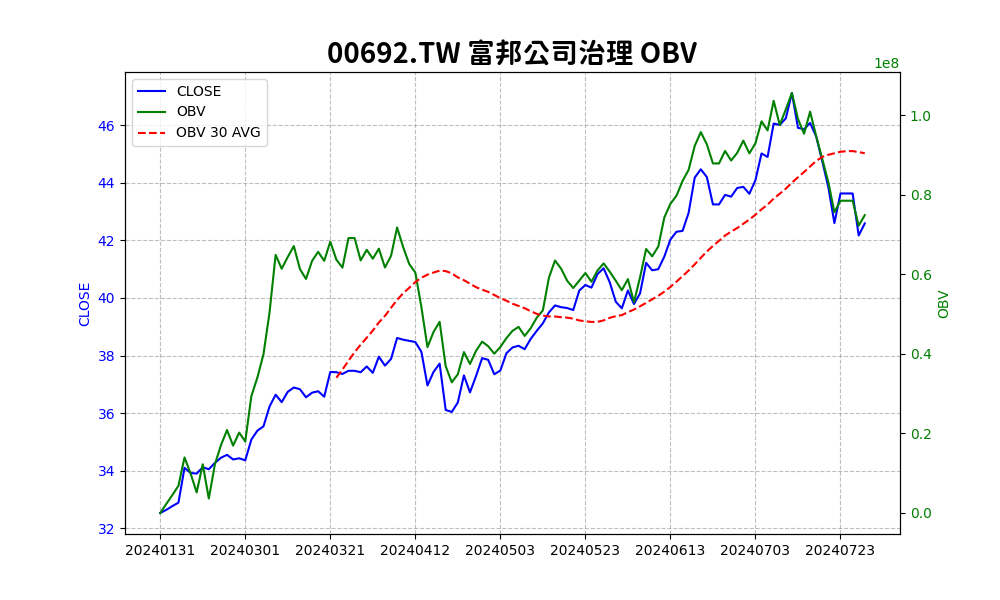 00692.TW 富邦公司治理 OBV
1e8
CLOSE
OBV
OBV 30 AVG
46
44
42
40
38
36
34
32
CLOSE
1.0
0.8
0.6
0.4
0.2
0.0
OBV
20240131 20240301 20240321 20240412 20240503 20240523 20240613 20240703 20240723